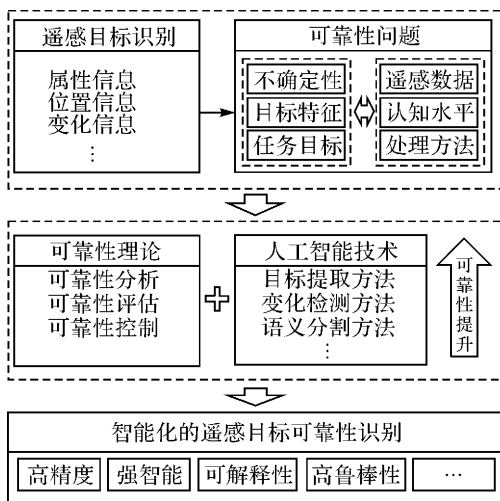 遥感目标识别
属性信息
位置信息
变化信息
⋮
可靠性问题
不确定性
目标特征
任务目标
遥感数据
认知水平
处理方法
可靠性理论
可靠性分析
可靠性评估
可靠性控制
人工智能技术
目标提取方法
变化检测方法
语义分割方法
⋮
可靠性提升
智能化的遥感目标可靠性识别
高精度
强智能
可解释性
高鲁棒性
…